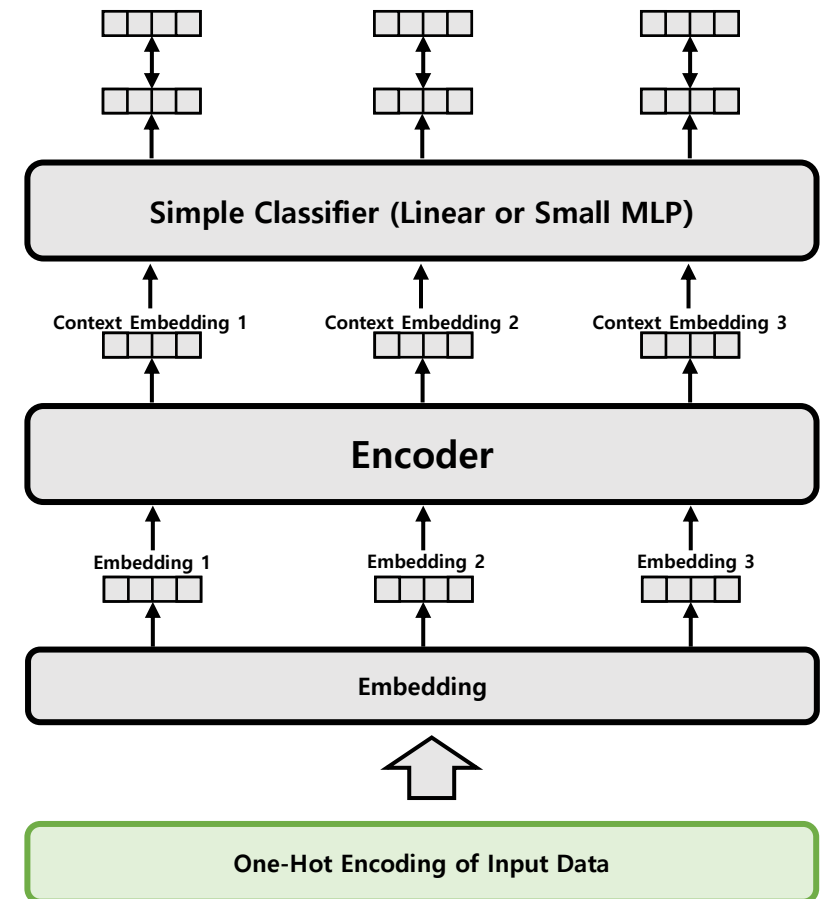 Simple Classifier (Linear or Small MLP)
Context Embedding 1
Context Embedding 2
Context Embedding 3
Encoder
Embedding 1
Embedding 2
Embedding 3
Embedding
One-Hot Encoding of Input Data